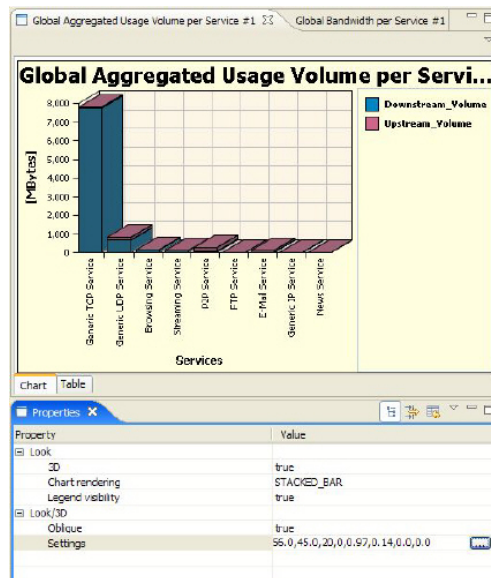 Global Aggregated Usage Volume per Service #1
Global Bandwidth per Service #1
Global Aggregated Usage Volume per Servi...
[MBytes]
8,000
7,000
6,000
5,000
4,000
3,000
2,000
1,000
0
Downstream_Volume
Upstream_Volume
Generic TCP Service
Generic UDP Service
Browsing Service
Streaming Service
P2P Service
FTP Service
E-Mail Service
Generic IP Service
News Service
Services
Chart
Table
Properties
Property Value
Look
3D true
Chart rendering STACKED_BAR
Legend visibility true
Look/3D
Oblique true
Settings 56.0,45.0,20,0,0.97,0.14,0.0,0.0
...